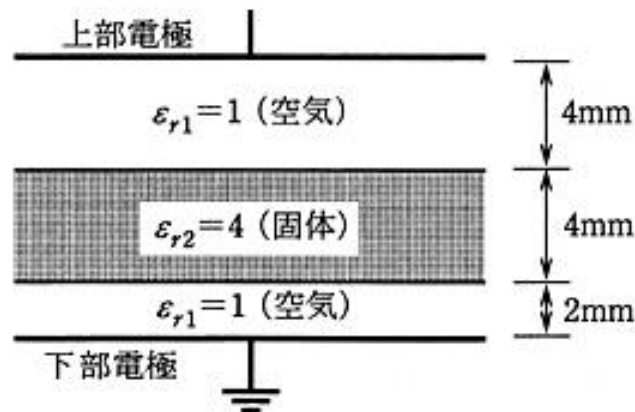 上部電極
εr1＝1（空気）
4mm
εr2＝4（固体）
4mm
εr1＝1（空気）
2mm
下部電極